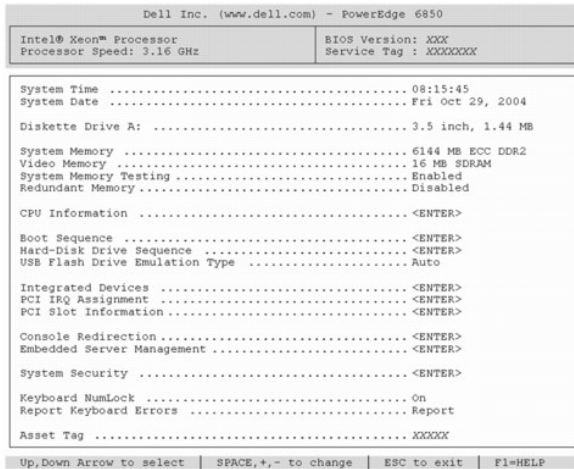 Dell Inc. (www.dell.com) - PowerEdge 6850
Intel® Xeon™ Processor
Processor Speed: 3.16 GHz
BIOS Version: XXX
Service Tag : XXXXXXX
System Time ........................................ 08:15:45
System Date ........................................ Fri Oct 29, 2004
Diskette Drive A: .................................. 3.5 inch, 1.44 MB
System Memory ...................................... 6144 MB ECC DDR2
Video Memory ....................................... 16 MB SDRAM
System Memory Testing .............................. Enabled
Redundant Memory.................................... Disabled
CPU Information .................................... <ENTER>
Boot Sequence ...................................... <ENTER>
Hard-Disk Drive Sequence ........................... <ENTER>
USB Flash Drive Emulation Type ..................... Auto
Integrated Devices ................................. <ENTER>
PCI IRQ Assignment ................................. <ENTER>
PCI Slot Information................................ <ENTER>
Console Redirection................................. <ENTER>
Embedded Server Management ......................... <ENTER>
System Security .................................... <ENTER>
Keyboard NumLock ................................... On
Report Keyboard Errors ............................. Report
Asset Tag .......................................... XXXXX
Up,Down Arrow to select | SPACE,+,- to change | ESC to exit | F1=HELP